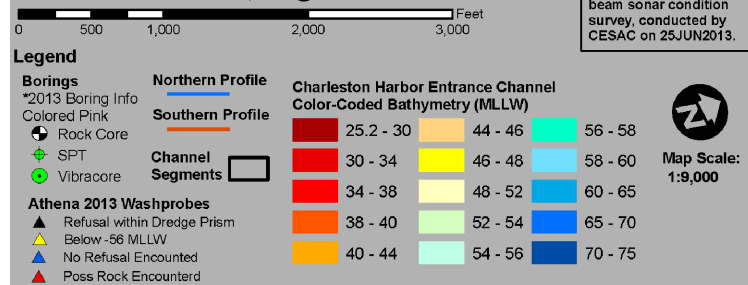 Feet
0 500 1,000 2,000 3,000
beam sonar condition
survey, conducted by
CESAC on 25JUN2013.
Legend
Borings
*2013 Boring Info
Colored Pink
Rock Core
SPT
Vibracore
Northern Profile
Southern Profile
Channel
Segments
Athena 2013 Washprobes
Refusal within Dredge Prism
Below -56 MLLW
No Refusal Encounted
Poss Rock Encounterd
Charleston Harbor Entrance Channel
Color-Coded Bathymetry (MLLW)
25.2 - 30
30 - 34
34 - 38
38 - 40
40 - 44
44 - 46
46 - 48
48 - 52
52 - 54
54 - 56
56 - 58
58 - 60
60 - 65
65 - 70
70 - 75
N
Map Scale:
1:9,000